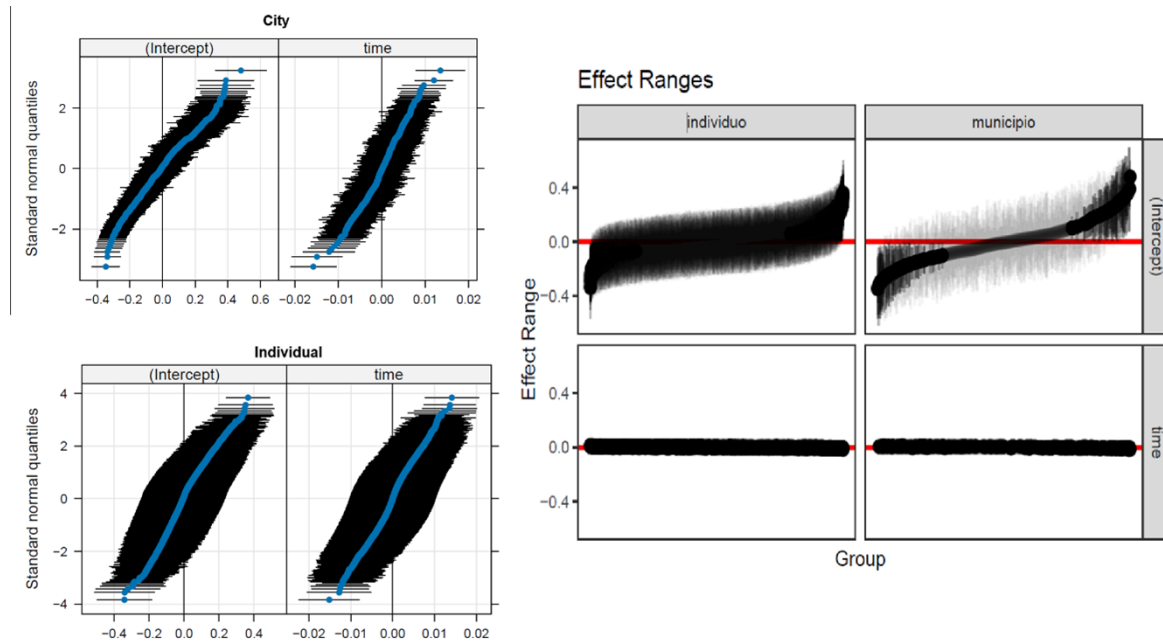 City
(Intercept) time
Standard normal quantiles
2
0
−2
−0.4 −0.2 0.0 0.2 0.4 0.6 −0.02 −0.01 0.00 0.01 0.02
Individual
(Intercept) time
Standard normal quantiles
4
2
0
−2
−4
−0.4 −0.2 0.0 0.2 0.4 −0.02 −0.01 0.00 0.01 0.02
Effect Ranges
individuo municipio
Effect Range
0.4
0.0
−0.4
(Intercept)
0.4
0.0
-0.4
time
Group